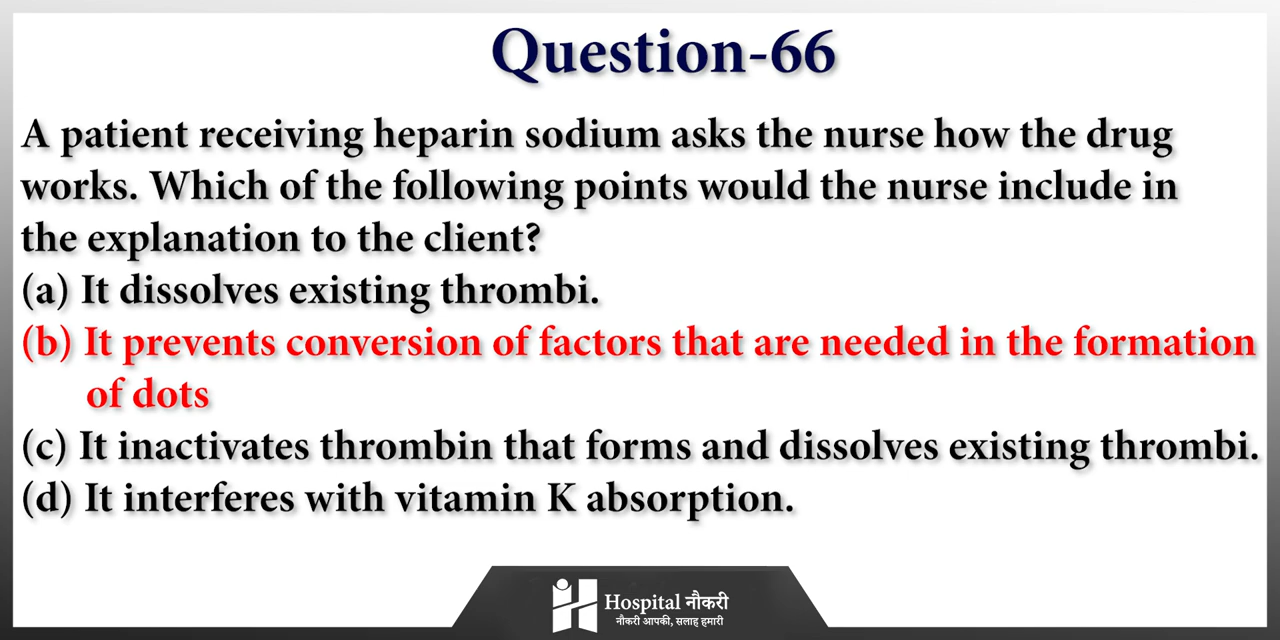 Question-66
A patient receiving heparin sodium asks the nurse how the drug
works. Which of the following points would the nurse include in
the explanation to the client?
(a) It dissolves existing thrombi.
(b) It prevents conversion of factors that are needed in the formation
of dots
(c) It inactivates thrombin that forms and dissolves existing thrombi.
(d) It interferes with vitamin K absorption.
Hospital नौकरी
नौकरी आपकी, सलाह हमारी